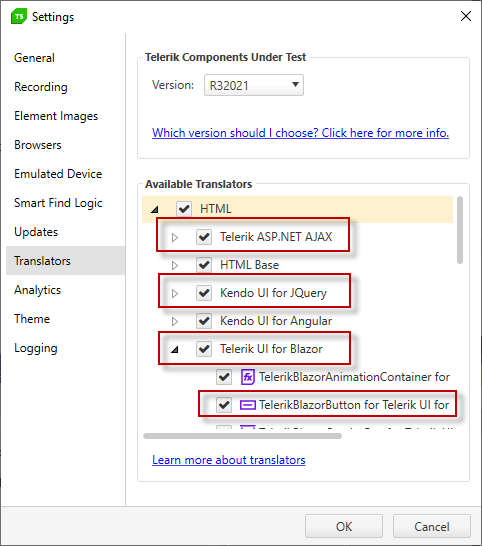 TS Settings
General
Recording
Element Images
Browsers
Emulated Device
Smart Find Logic
Updates
Translators
Analytics
Theme
Logging
Telerik Components Under Test
Version: R32021
Which version should I choose? Click here for more info.
Available Translators
HTML
Telerik ASP.NET AJAX
HTML Base
Kendo UI for JQuery
Kendo UI for Angular
Telerik UI for Blazor
TelerikBlazorAnimationContainer for
TelerikBlazorButton for Telerik UI for
Learn more about translators
OK
Cancel